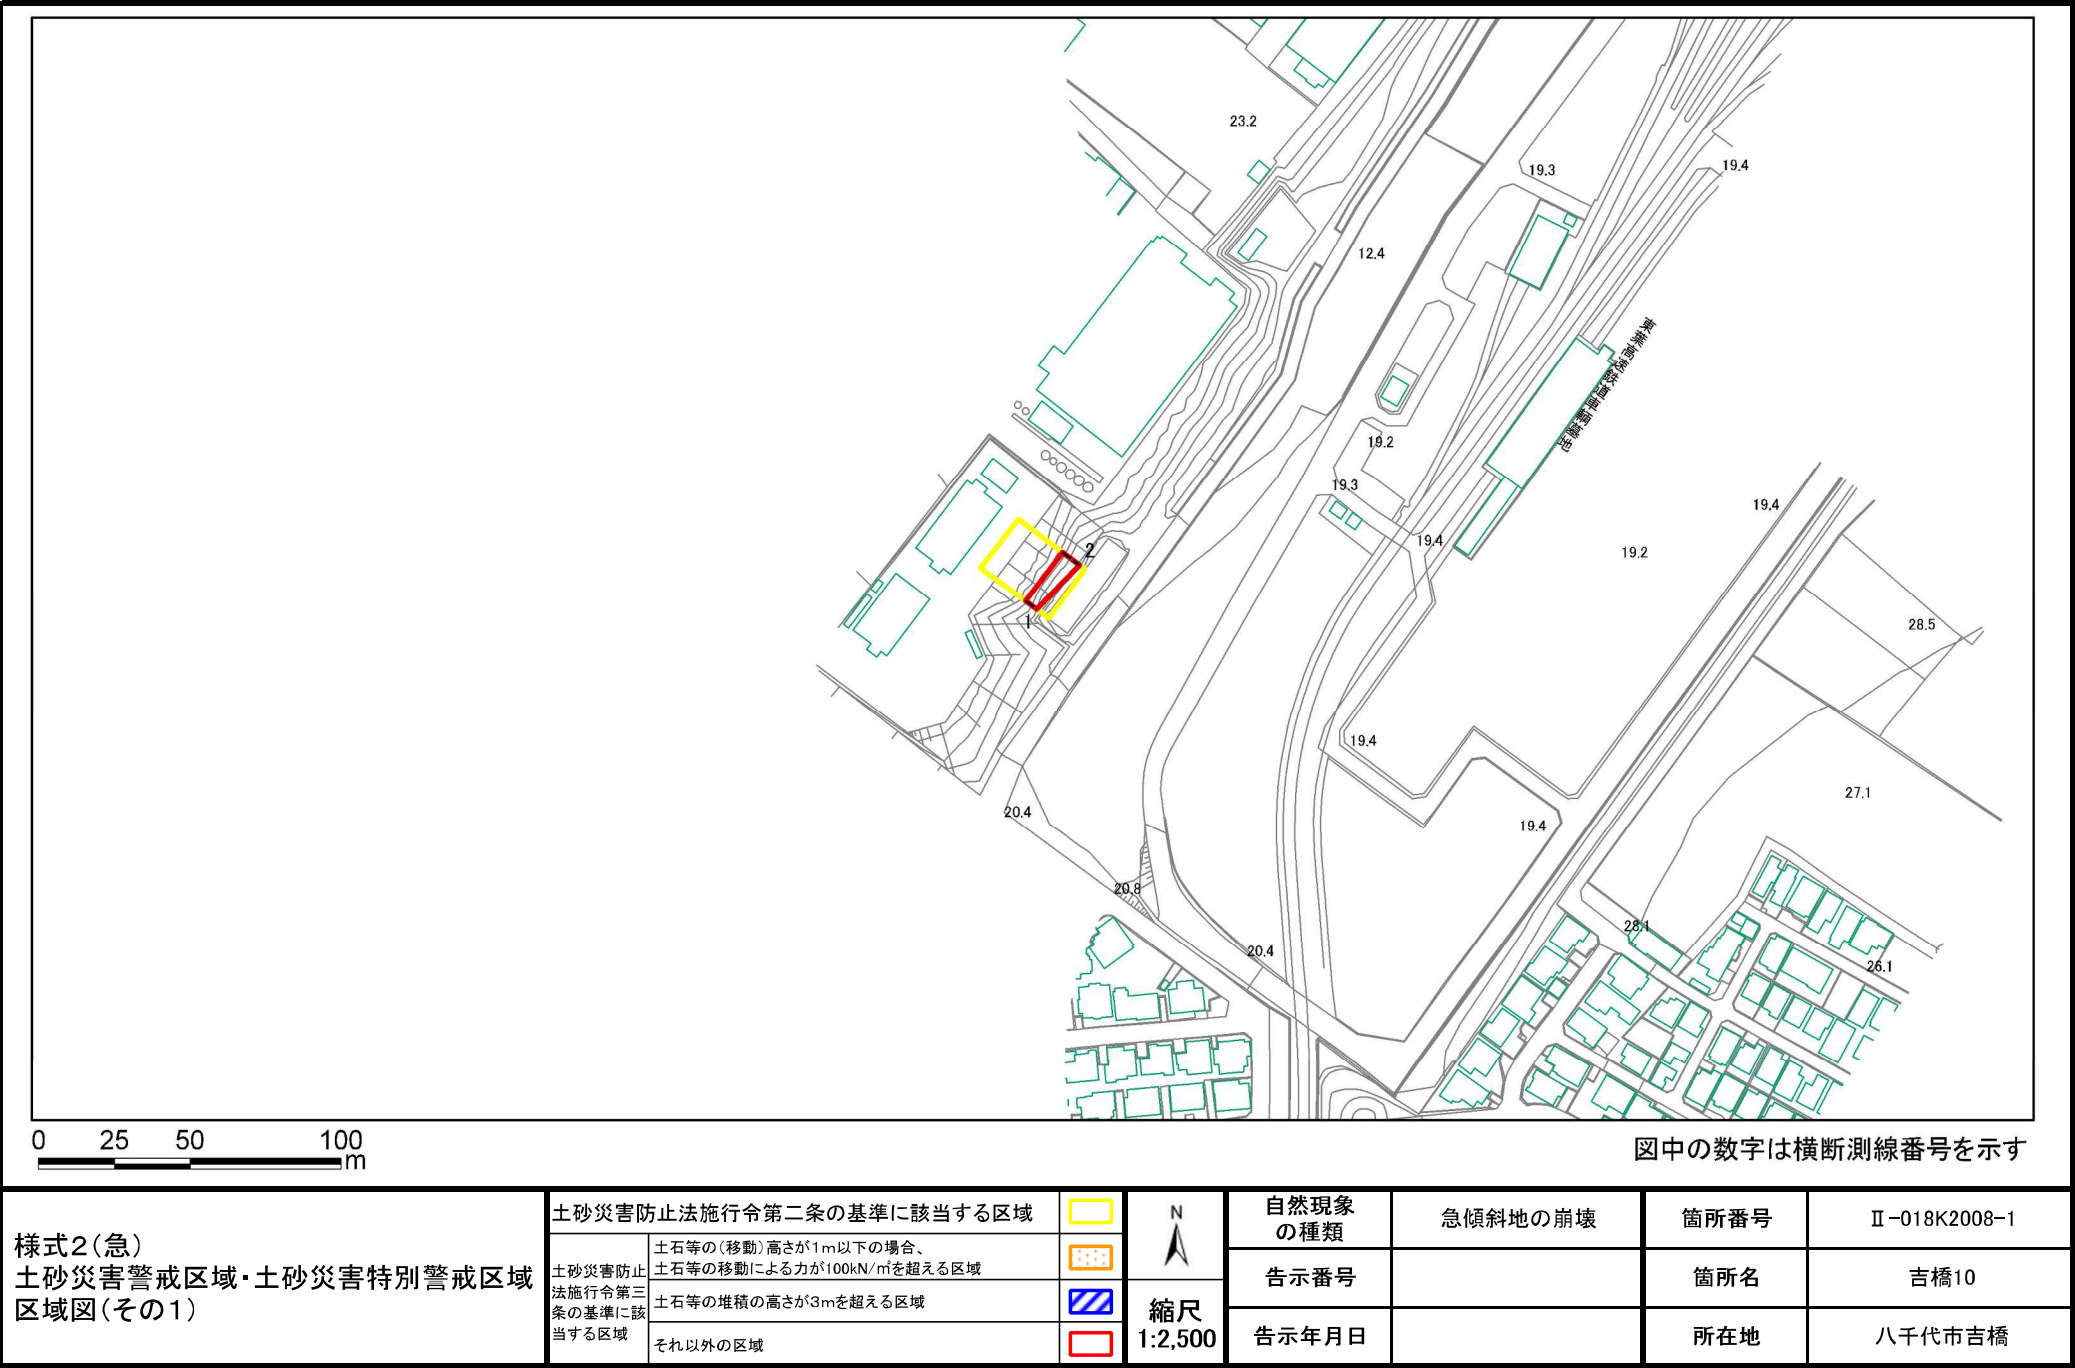 23.2
19.3
19.4
12.4
東葉高速鉄道車輌基地
19.2
19.3
19.4
19.4
19.2
2
1
28.5
19.4
27.1
20.4
19.4
20.8
28.1
20.4
26.1
0 25 50 100
m
図中の数字は横断測線番号を示す
様式2(急)
土砂災害警戒区域・土砂災害特別警戒区域
区域図(その1)
土砂災害防止法施行令第二条の基準に該当する区域
土砂災害防止
法施行令第三
条の基準に該
当する区域
土石等の(移動)高さが1m以下の場合、
土石等の移動による力が100kN/㎡を超える区域
土石等の堆積の高さが3mを超える区域
それ以外の区域
N
縮尺
1:2,500
自然現象
の種類
急傾斜地の崩壊
箇所番号
Ⅱ-018K2008-1
告示番号
箇所名
吉橋10
告示年月日
所在地
八千代市吉橋